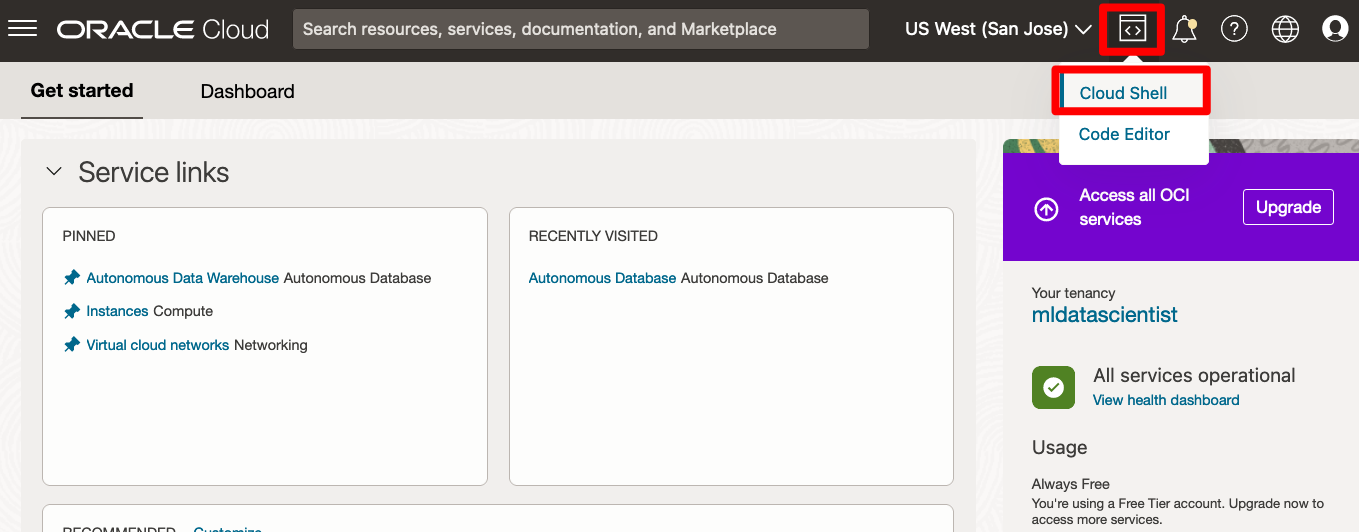 ORACLE Cloud
Search resources, services, documentation, and Marketplace
US West (San Jose)
Get started
Dashboard
Cloud Shell
Code Editor
Service links
PINNED
Autonomous Data Warehouse Autonomous Database
Instances Compute
Virtual cloud networks Networking
RECENTLY VISITED
Autonomous Database Autonomous Database
Access all OCI
services
Upgrade
Your tenancy
mldatascientist
All services operational
View health dashboard
Usage
Always Free
You're using a Free Tier account. Upgrade now to
access more services.
RECOMMENDED Customize